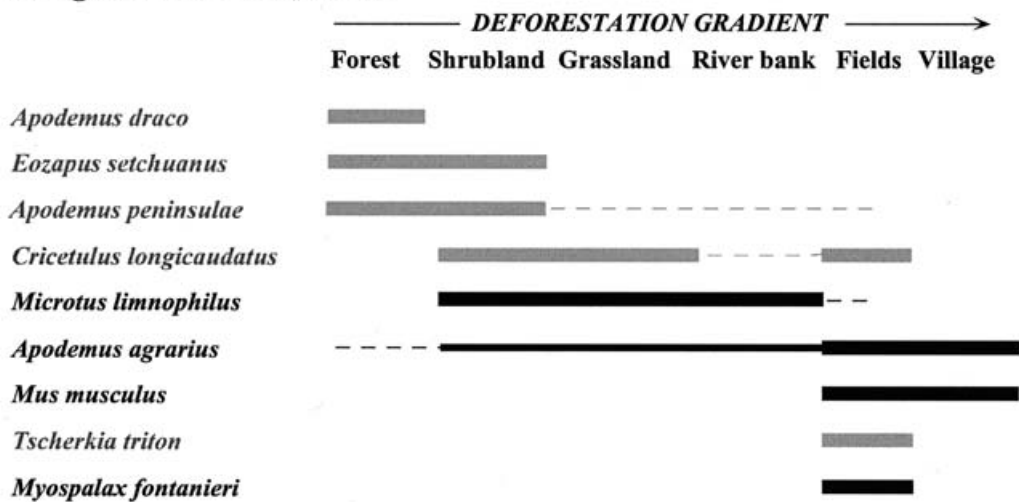 DEFORESTATION GRADIENT
Forest Shrubland Grassland River bank Fields Village
Apodemus draco
Eozapus setchuanus
Apodemus peninsulae
Cricetulus longicaudatus
Microtus limnophilus
Apodemus agrarius
Mus musculus
Tscherkia triton
Myospalax fontanieri